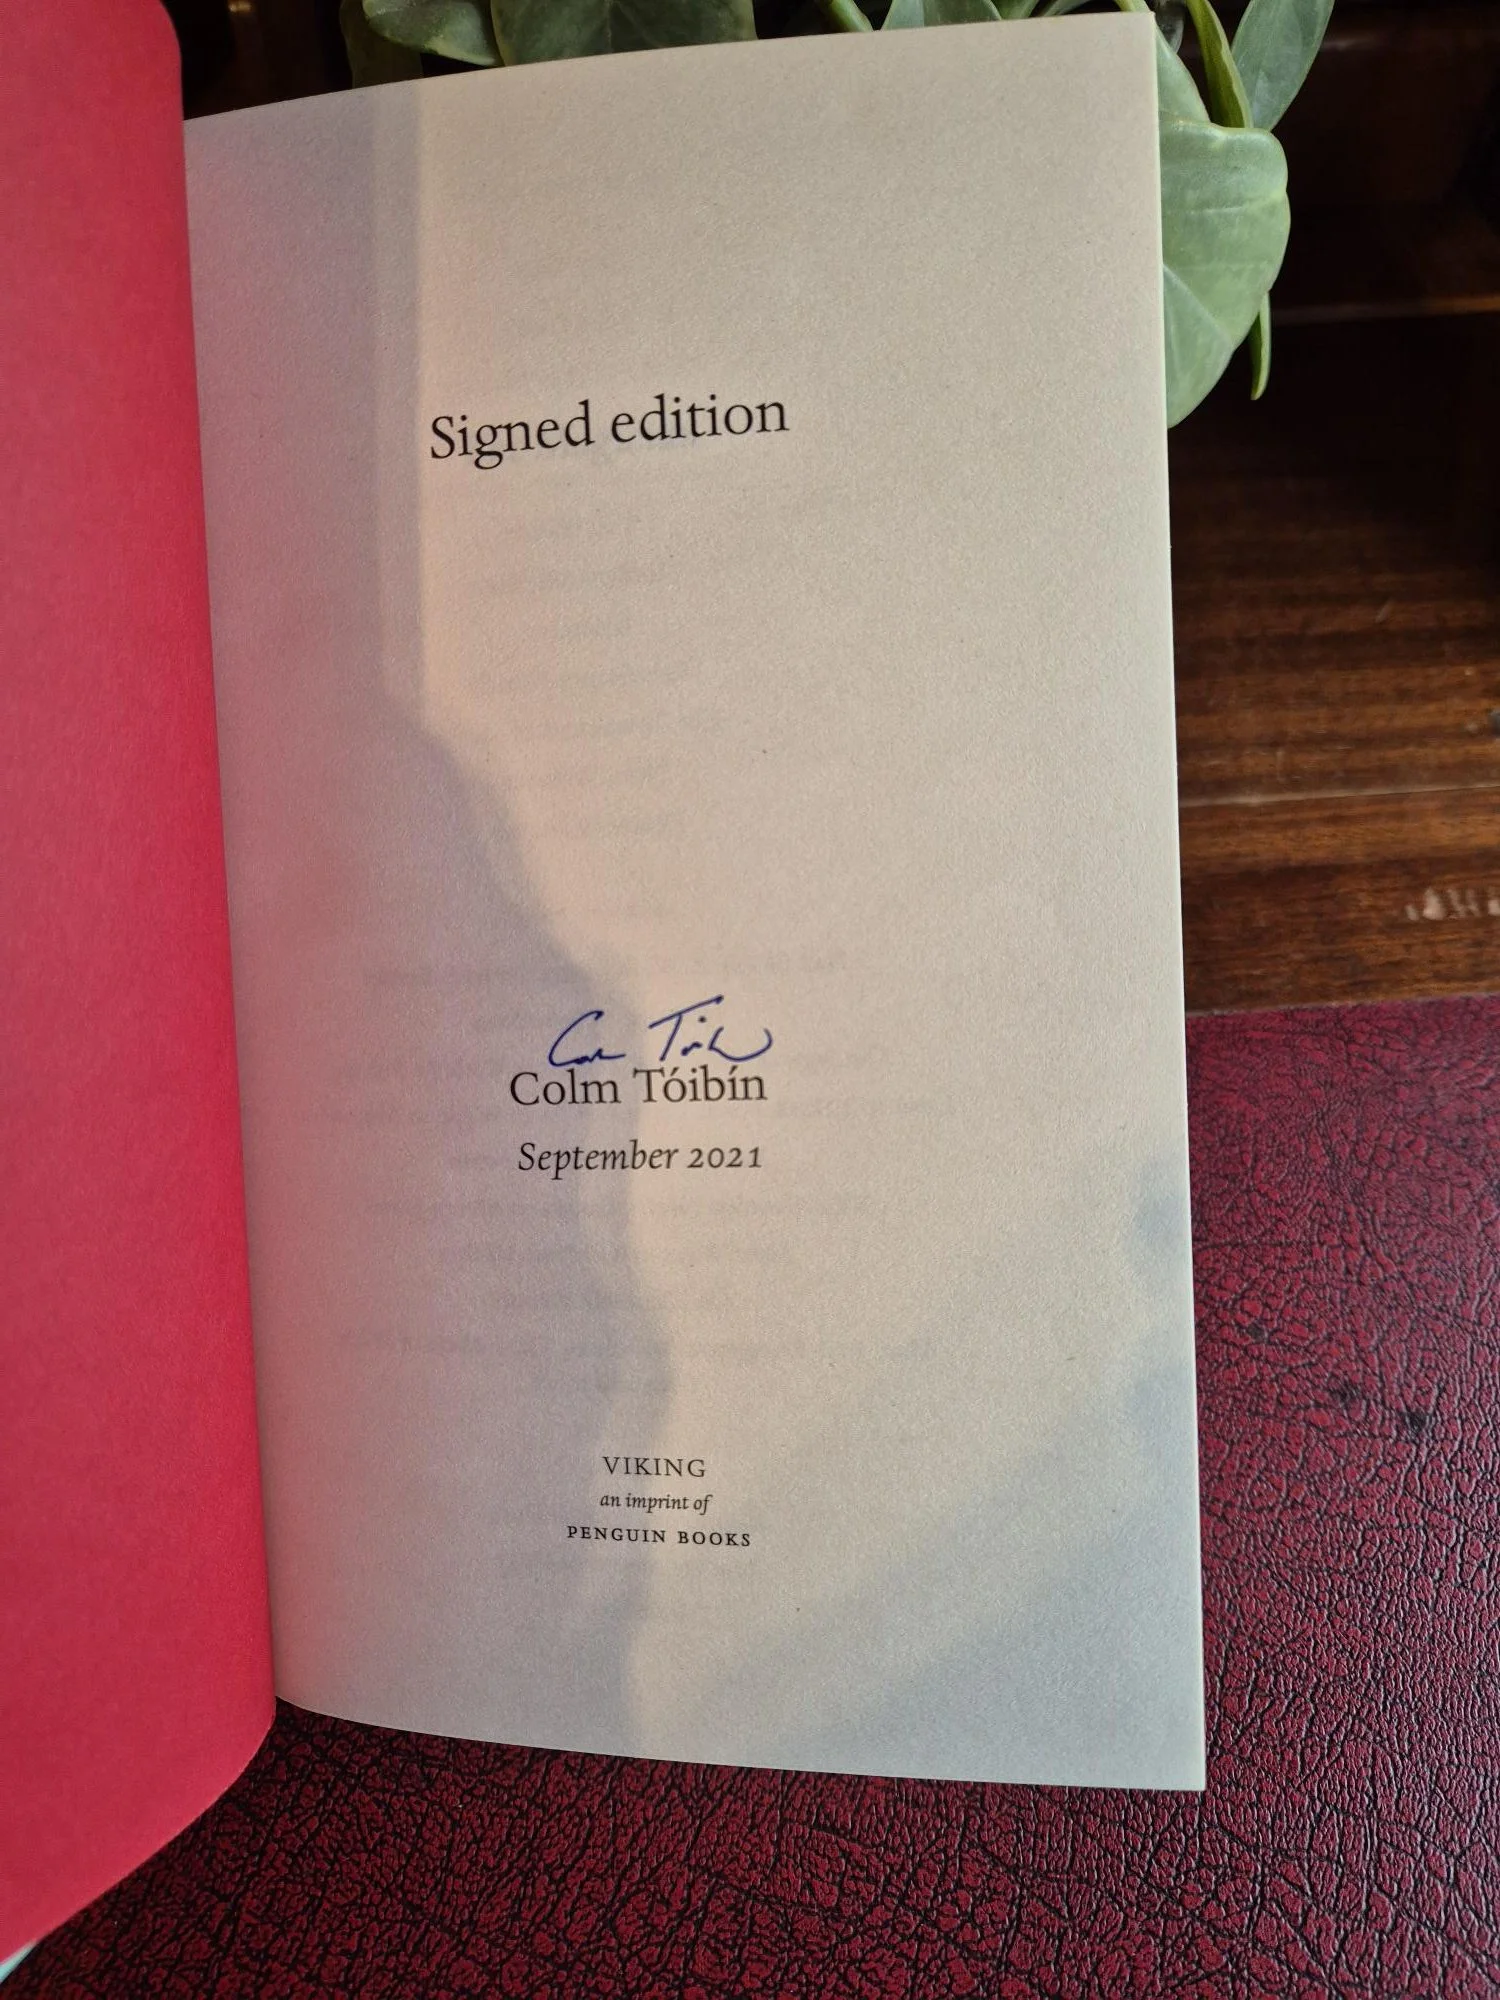 Signed edition
Colm Tóibín
September 2021
VIKING
an imprint of
PENGUIN BOOKS